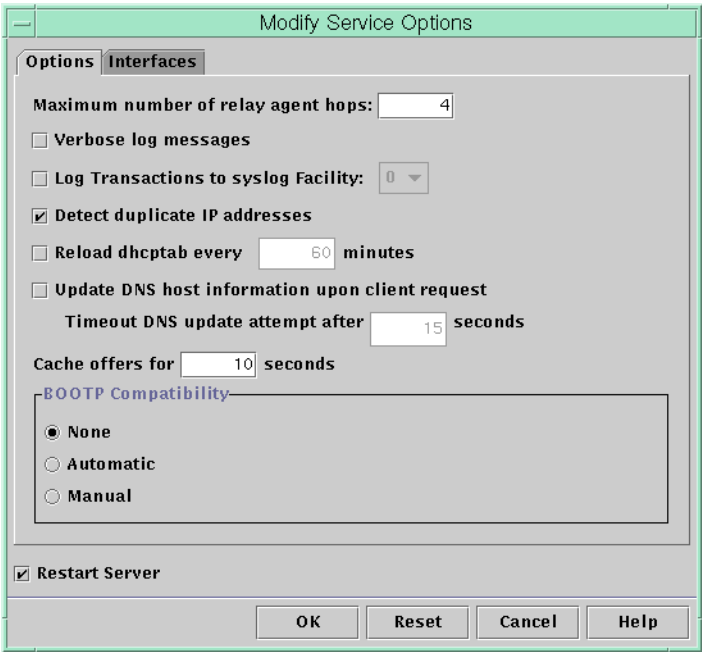 Modify Service Options
Options Interfaces
Maximum number of relay agent hops: 4
Verbose log messages
Log Transactions to syslog Facility: 0
Detect duplicate IP addresses
Reload dhcptab every 60 minutes
Update DNS host information upon client request
Timeout DNS update attempt after 15 seconds
Cache offers for 10 seconds
BOOTP Compatibility
None
Automatic
Manual
Restart Server
OK Reset Cancel Help